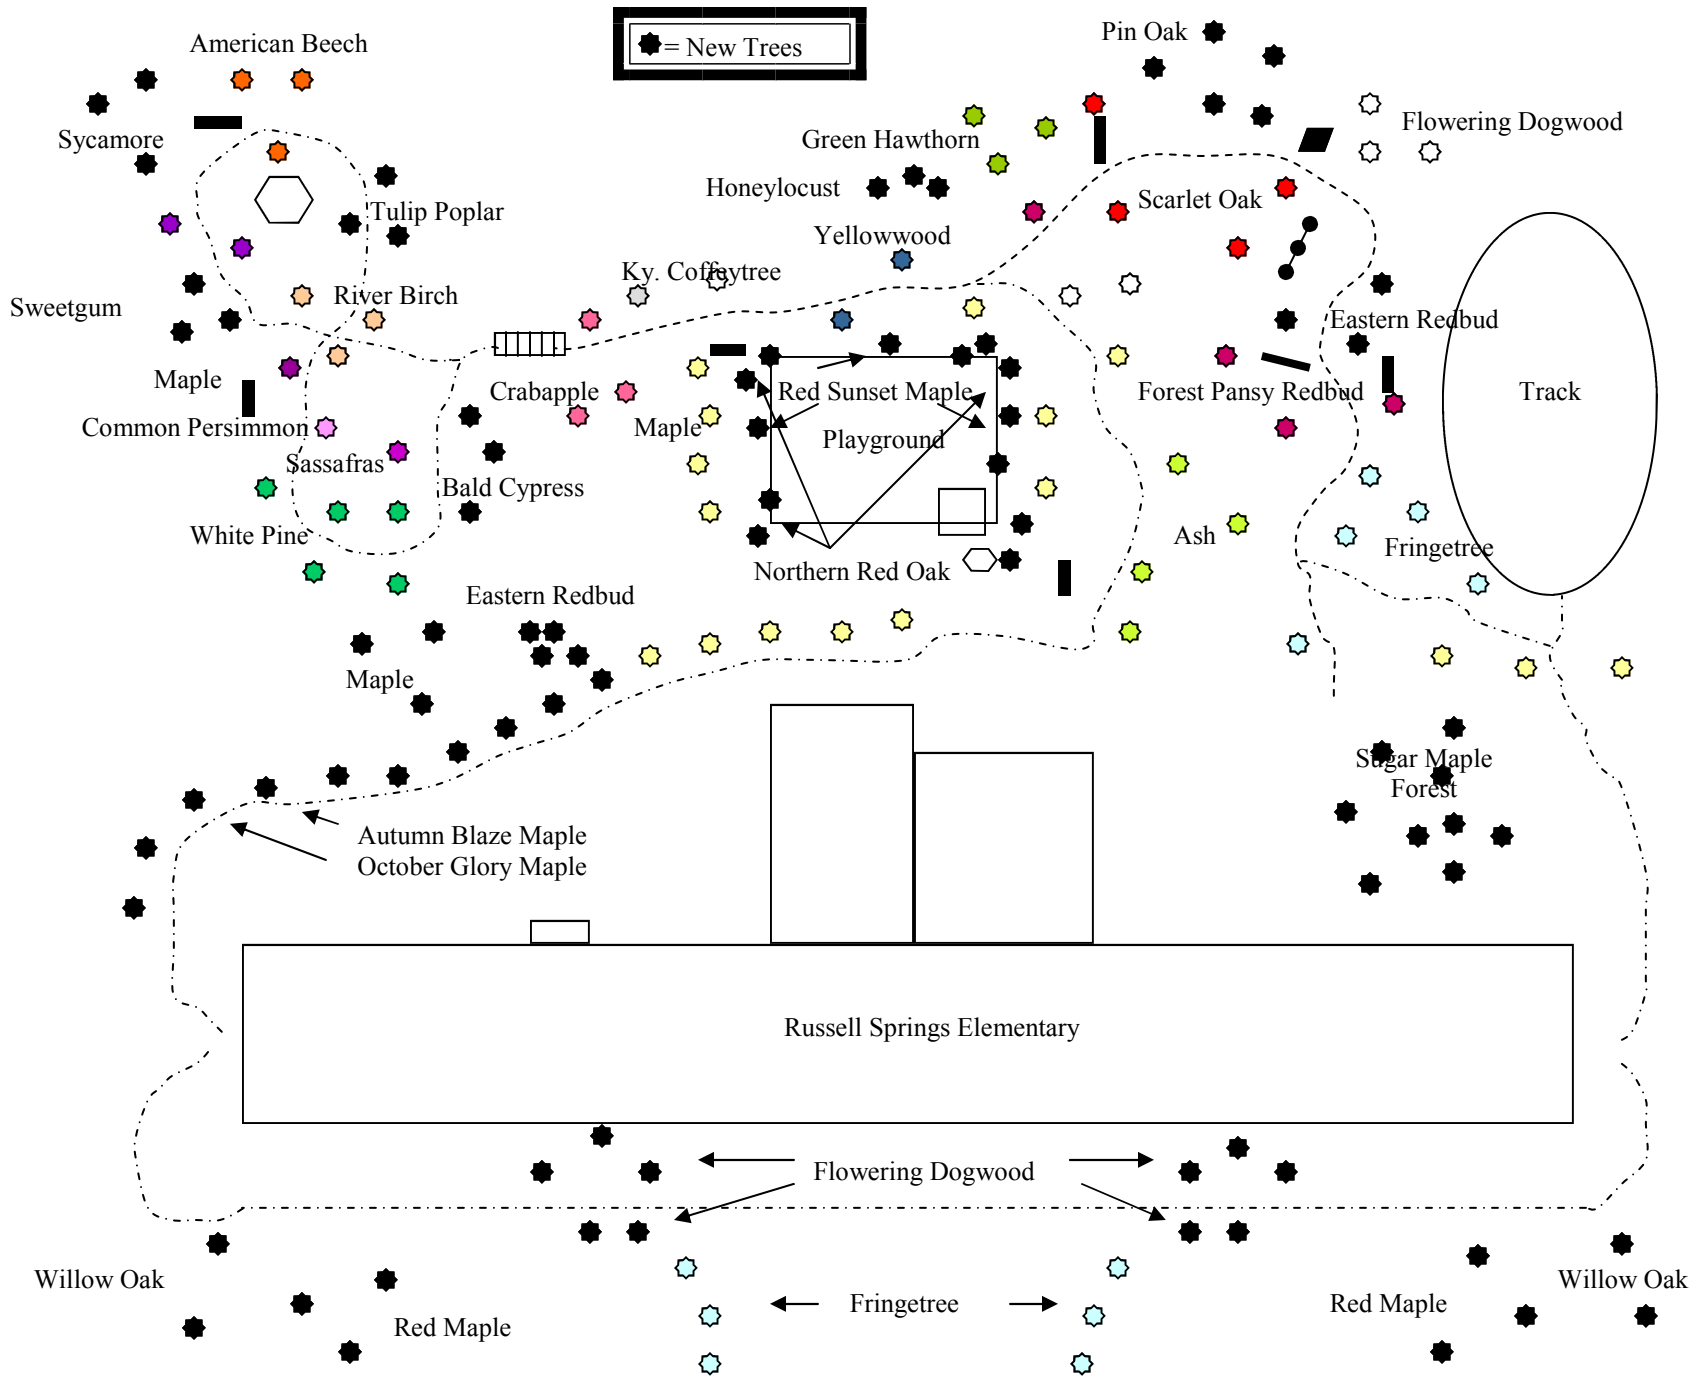 American Beech
= New Trees
Pin Oak
Flowering Dogwood
Sycamore
Green Hawthorn
Honeylocust
Scarlet Oak
Tulip Poplar
Yellowwood
Ky. Coffeytree
River Birch
Sweetgum
Eastern Redbud
Maple
Crabapple
Red Sunset Maple
Forest Pansy Redbud
Track
Common Persimmon
Maple
Playground
Sassafras
Bald Cypress
White Pine
Ash
Fringetree
Northern Red Oak
Eastern Redbud
Maple
Sugar Maple
Forest
Autumn Blaze Maple
October Glory Maple
Russell Springs Elementary
Flowering Dogwood
Willow Oak
Fringetree
Red Maple
Willow Oak
Red Maple